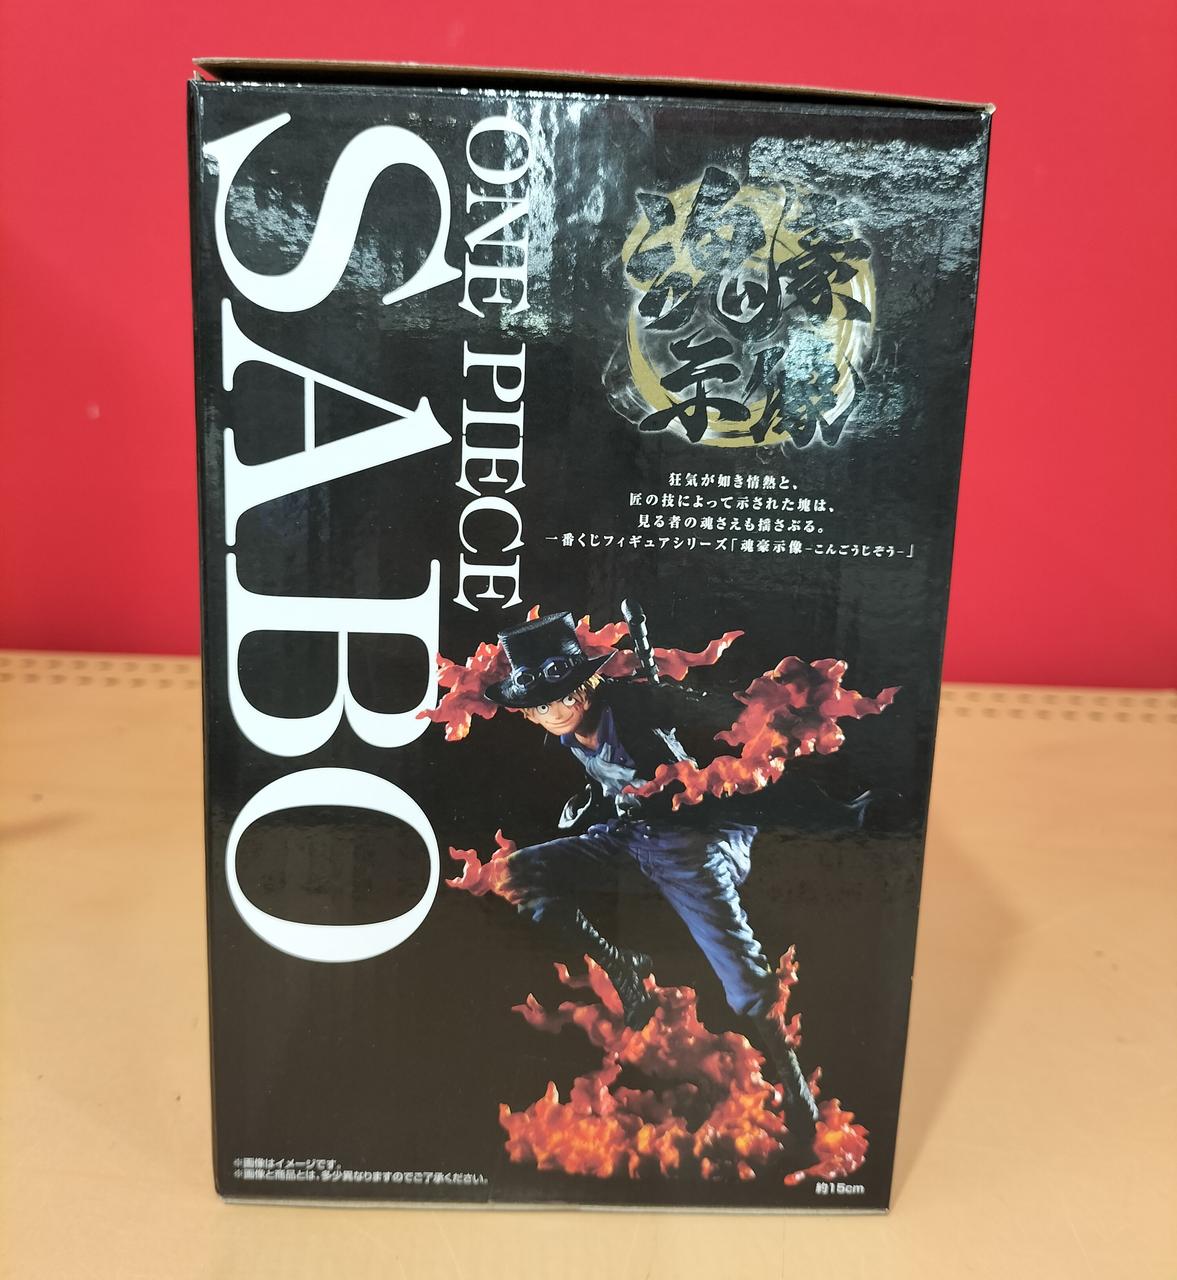 SABO
ONE PIECE
魂豪
示像
狂気が如き情熱と、
匠の技によって示された塊は、
見る者の魂さえも揺さぶる。
一番くじフィギュアシリーズ「魂豪示像-こんごうじぞう-」
※画像はイメージです。
※画像と商品とは、多少異なりますのでご了承ください。
約15cm